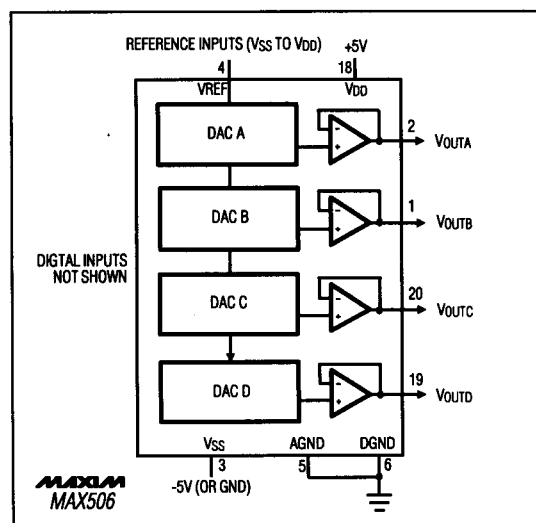 REFERENCE INPUTS (VSS TO VDD) +5V
4 18
VREF VDD
DAC A
2
VOUTA
DAC B
1
VOUTB
DIGTAL INPUTS
NOT SHOWN
DAC C
20
VOUTC
DAC D
19
VOUTD
VSS AGND DGND
3 5 6
-5V (OR GND)
MAXIM
MAX506